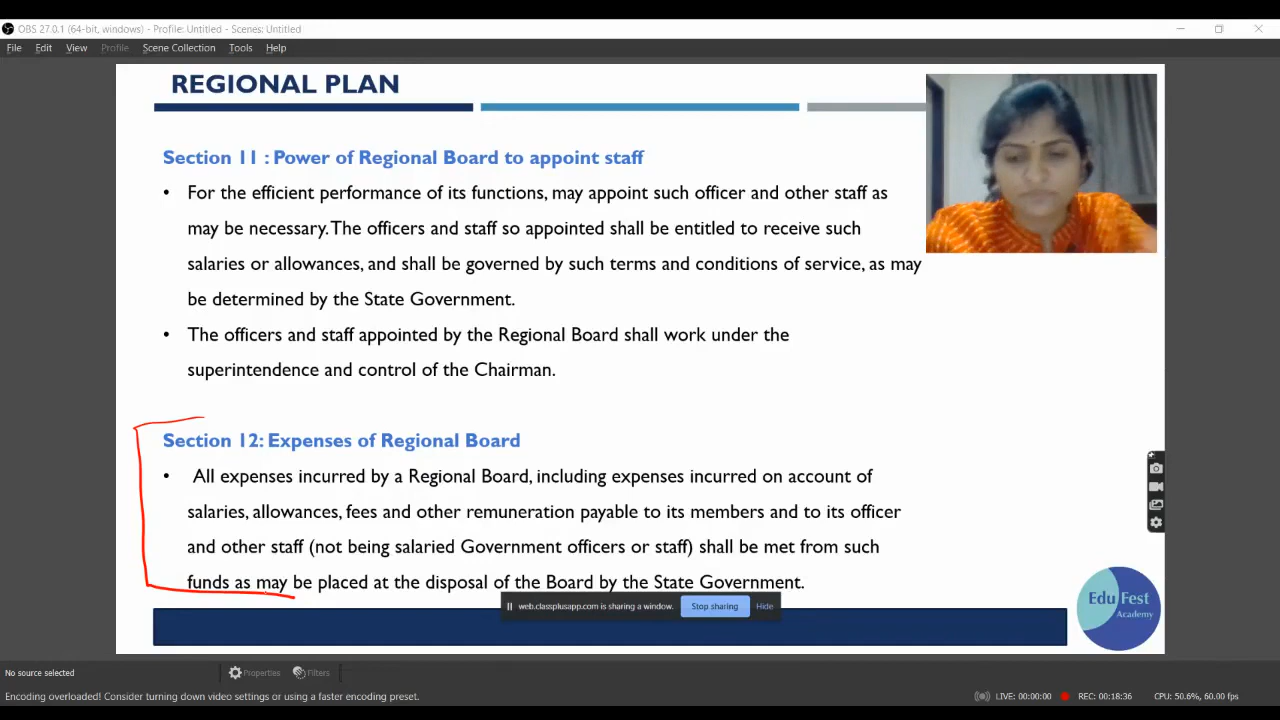 OBS 27.0.1 (64-bit, windows) - Profile: Untitled - Scenes: Untitled
File Edit View Profile Scene Collection Tools Help
REGIONAL PLAN
Section 11 : Power of Regional Board to appoint staff
• For the efficient performance of its functions, may appoint such officer and other staff as
may be necessary. The officers and staff so appointed shall be entitled to receive such
salaries or allowances, and shall be governed by such terms and conditions of service, as may
be determined by the State Government.
• The officers and staff appointed by the Regional Board shall work under the
superintendence and control of the Chairman.
Section 12: Expenses of Regional Board
• All expenses incurred by a Regional Board, including expenses incurred on account of
salaries, allowances, fees and other remuneration payable to its members and to its officer
and other staff (not being salaried Government officers or staff) shall be met from such
funds as may be placed at the disposal of the Board by the State Government.
web.classplusapp.com is sharing a window. Stop sharing Hide
Edu Fest
Academy
No source selected Properties Filters
Encoding overloaded! Consider turning down video settings or using a faster encoding preset. LIVE: 00:00:00 REC: 00:18:36 CPU: 50.6%, 60.00 fps